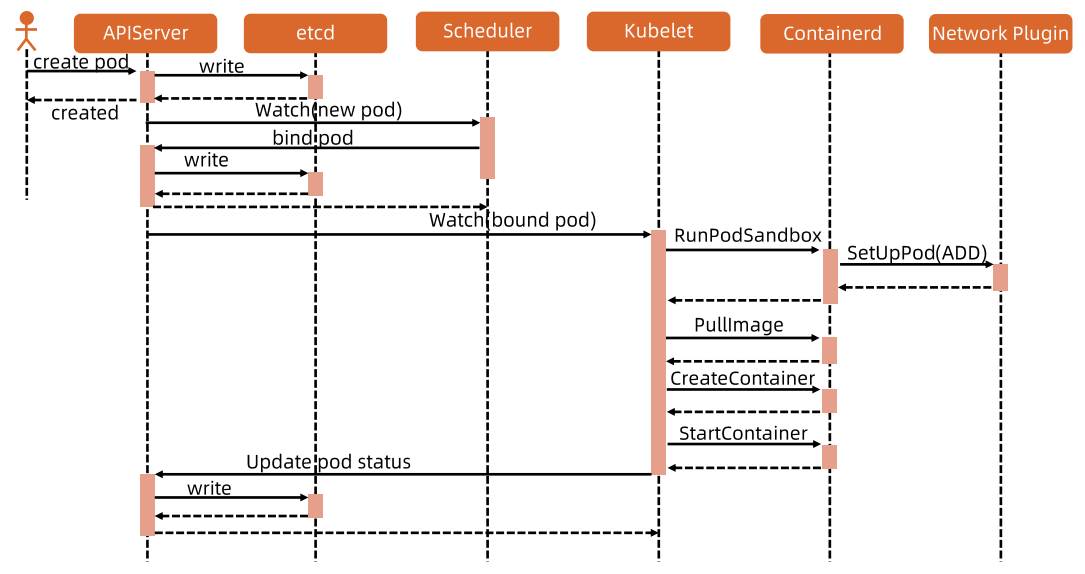 APIServer
etcd
Scheduler
Kubelet
Containerd
Network Plugin
create pod
write
created
Watch(new pod)
bind pod
write
Watch(bound pod)
RunPodSandbox
SetUpPod(ADD)
PullImage
CreateContainer
StartContainer
Update pod status
write